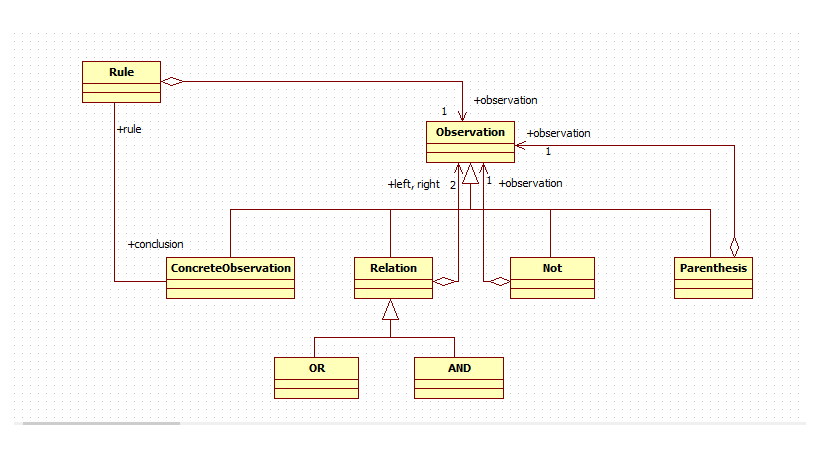 Rule
+observation
1
+rule
Observation
+observation
1
+left, right
2
1
+observation
+conclusion
ConcreteObservation
Relation
Not
Parenthesis
OR
AND